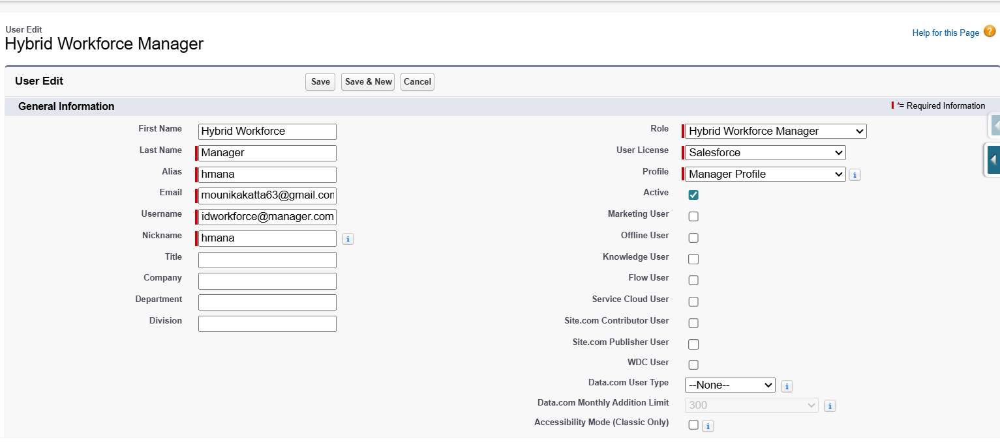 User Edit
Hybrid Workforce Manager
Help for this Page ?
User Edit
Save
Save & New
Cancel
General Information
*= Required Information
First Name
Hybrid Workforce
Last Name
Manager
Alias
hmana
Email
mounikakatta63@gmail.con
Username
idworkforce@manager.com
Nickname
hmana
i
Title
Company
Department
Division
Role
Hybrid Workforce Manager
User License
Salesforce
Profile
Manager Profile
i
Active
Marketing User
Offline User
Knowledge User
Flow User
Service Cloud User
Site.com Contributor User
Site.com Publisher User
WDC User
Data.com User Type
--None--
i
Data.com Monthly Addition Limit
300
i
Accessibility Mode (Classic Only)
i